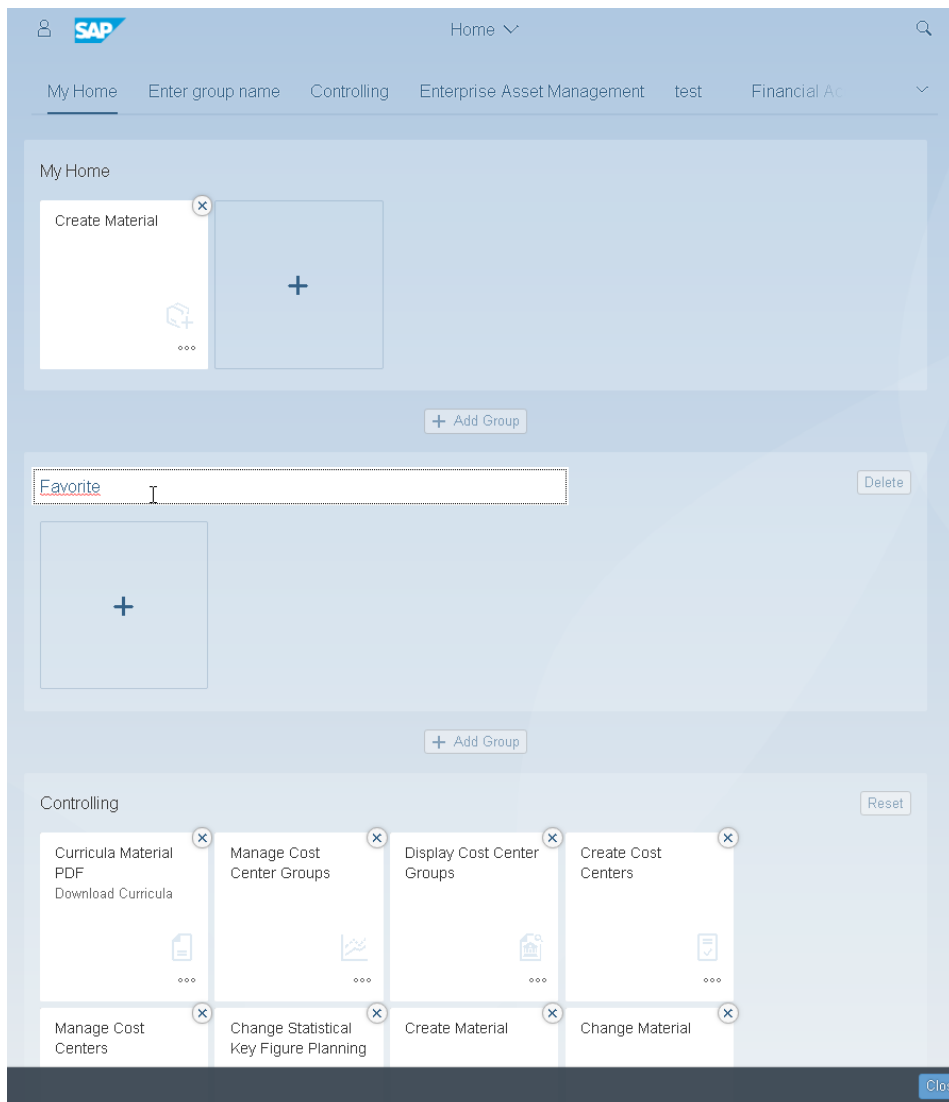 SAP
Home
My Home Enter group name Controlling Enterprise Asset Management test Financial Ac
My Home
Create Material
+ Add Group
Favorite
Delete
+ Add Group
Controlling
Reset
Curricula Material
PDF
Download Curricula
Manage Cost
Center Groups
Display Cost Center
Groups
Create Cost
Centers
Manage Cost
Centers
Change Statistical
Key Figure Planning
Create Material
Change Material
Clos